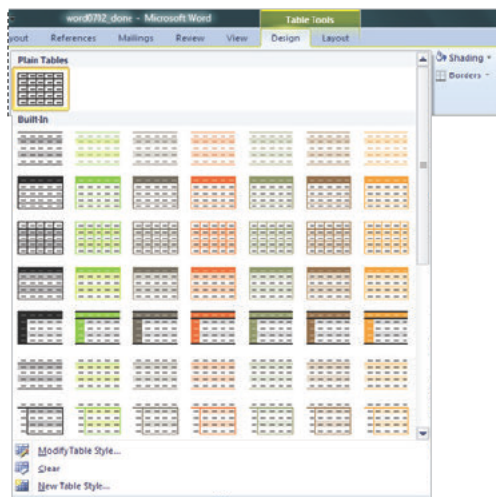 word0712_done - Microsoft Word
Table Tools
yout References Mailings Review View Design Layout
Plain Tables
Shading
Borders
Built-In
Modify Table Style...
Clear
New Table Style...